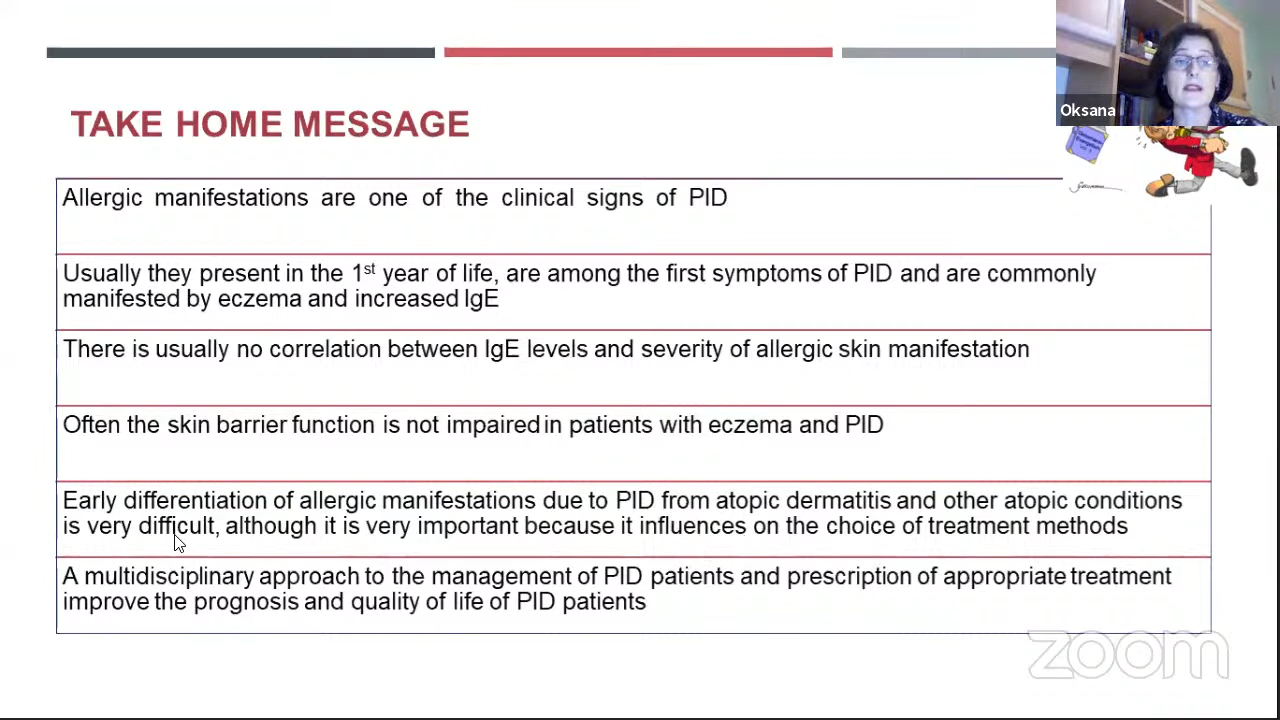 Oksana
TAKE HOME MESSAGE
Allergic manifestations are one of the clinical signs of PID
Usually they present in the 1st year of life, are among the first symptoms of PID and are commonly
manifested by eczema and increased IgE
There is usually no correlation between IgE levels and severity of allergic skin manifestation
Often the skin barrier function is not impaired in patients with eczema and PID
Early differentiation of allergic manifestations due to PID from atopic dermatitis and other atopic conditions
is very difficult, although it is very important because it influences on the choice of treatment methods
A multidisciplinary approach to the management of PID patients and prescription of appropriate treatment
improve the prognosis and quality of life of PID patients
zoom